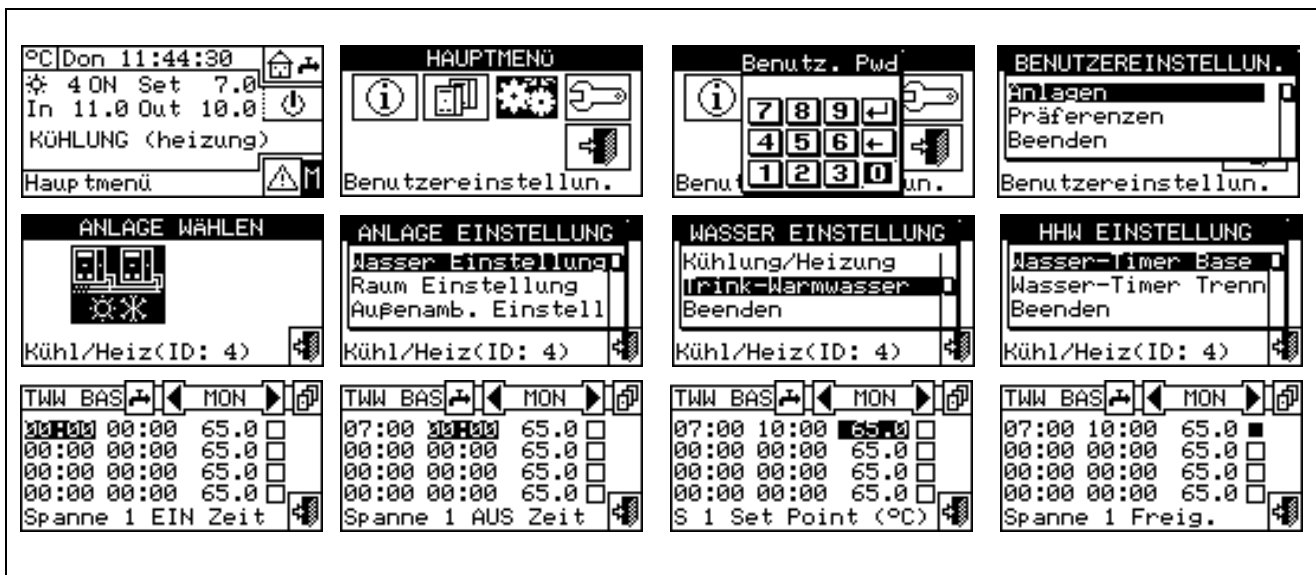 ºC Don 11:44:30
4 ON Set 7.0
In 11.0 Out 10.0
KÜHLUNG (heizung)
Hauptmenü M
HAUPTMENÜ
Benutzereinstellun.
Benutz. Pwd
7 8 9
4 5 6
1 2 3 0
Benu un.
BENUTZEREINSTELLUN.
Anlagen
Präferenzen
Beenden
Benutzereinstellun.
ANLAGE WÄHLEN
Kühl/Heiz(ID: 4)
ANLAGE EINSTELLUNG
Wasser Einstellung
Raum Einstellung
Außenamb. Einstell
Kühl/Heiz(ID: 4)
WASSER EINSTELLUNG
Kühlung/Heizung
Trink-Warmwasser
Beenden
Kühl/Heiz(ID: 4)
HHW EINSTELLUNG
Wasser-Timer Base
Wasser-Timer Trenn
Beenden
Kühl/Heiz(ID: 4)
TWW BAS MON
00:00 00:00 65.0
00:00 00:00 65.0
00:00 00:00 65.0
00:00 00:00 65.0
Spanne 1 EIN Zeit
TWW BAS MON
07:00 00:00 65.0
00:00 00:00 65.0
00:00 00:00 65.0
00:00 00:00 65.0
Spanne 1 AUS Zeit
TWW BAS MON
07:00 10:00 65.0
00:00 00:00 65.0
00:00 00:00 65.0
00:00 00:00 65.0
S 1 Set Point (ºC)
TWW BAS MON
07:00 10:00 65.0
00:00 00:00 65.0
00:00 00:00 65.0
00:00 00:00 65.0
Spanne 1 Freig.